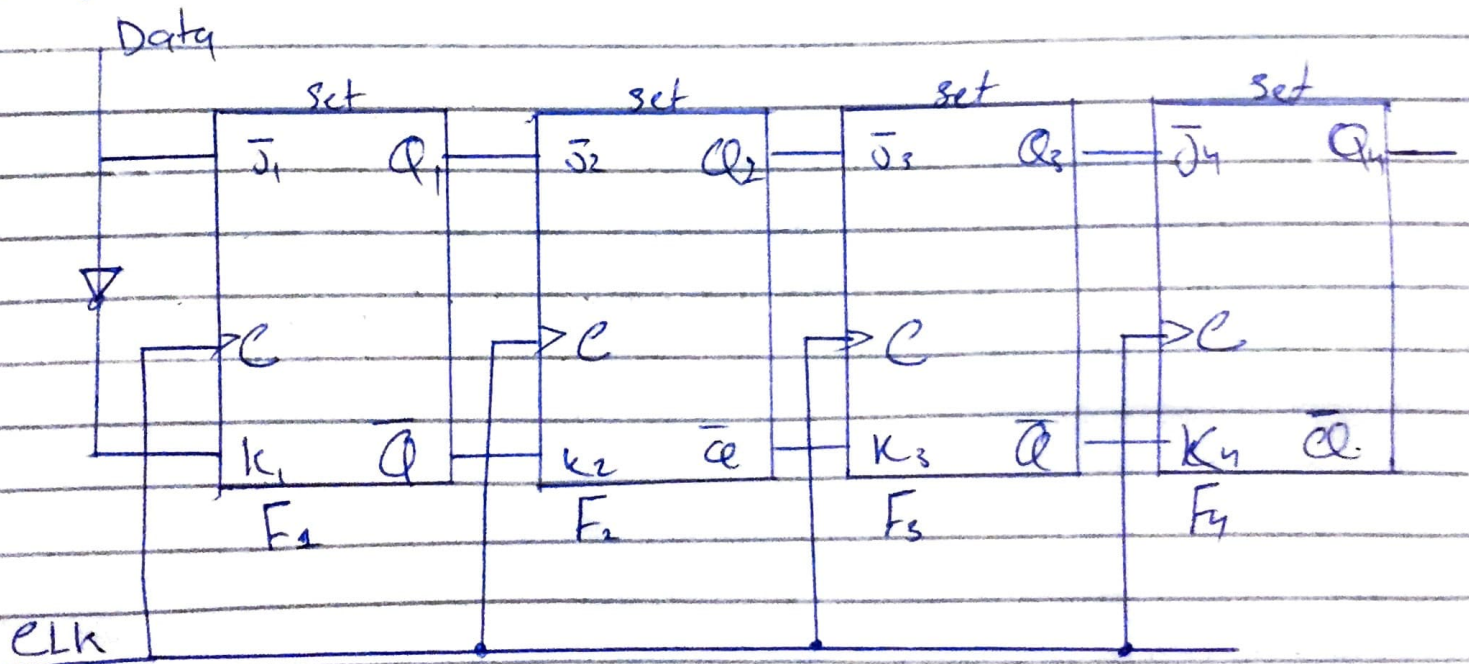 Data
set set set set
J̄₁ Q₁ J̄₂ Q₂ J̄₃ Q₃ J̄₄ Q₄
C C C C
K₁ Q̄ K₂ Q̄ K₃ Q̄ K₄ Q̄
F₁ F₂ F₃ F₄
CLK